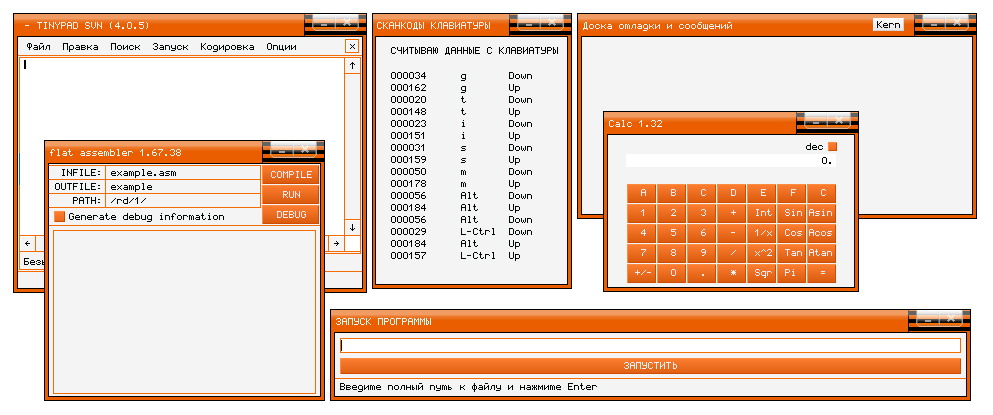 - TINYPAD SVN (4.0.5)
Файл Правка Поиск Запуск Кодировка Опции
flat assembler 1.67.38
INFILE: example.asm COMPILE
OUTFILE: example RUN
PATH: /rd/1/ DEBUG
Generate debug information
СКАНКОДЫ КЛАВИАТУРЫ
СЧИТЫВАЮ ДАННЫЕ С КЛАВИАТУРЫ
000034 g Down
000162 g Up
000020 t Down
000148 t Up
000023 i Down
000151 i Up
000031 s Down
000159 s Up
000050 m Down
000178 m Up
000056 Alt Down
000184 Alt Up
000056 Alt Down
000029 L-Ctrl Down
000184 Alt Up
000157 L-Ctrl Up
Доска омладки и сообщений Kern
Calc 1.32
dec
0.
A B C D E F C
1 2 3 + Int Sin Asin
4 5 6 - 1/x Cos Acos
7 8 9 / x^2 Tan Atan
+/- 0 . * Sqr Pi =
ЗАПУСК ПРОГРАММЫ
ЗАПУСТИТЬ
Введите полный путь к файлу и нажмите Enter